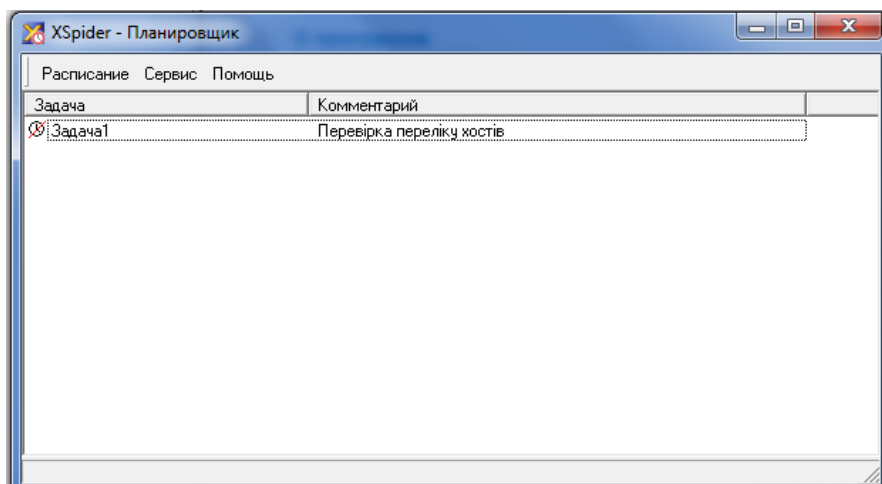 XSpider - Планировщик
Расписание Сервис Помощь
Задача Комментарий
Задача1 Перевірка переліку хостів